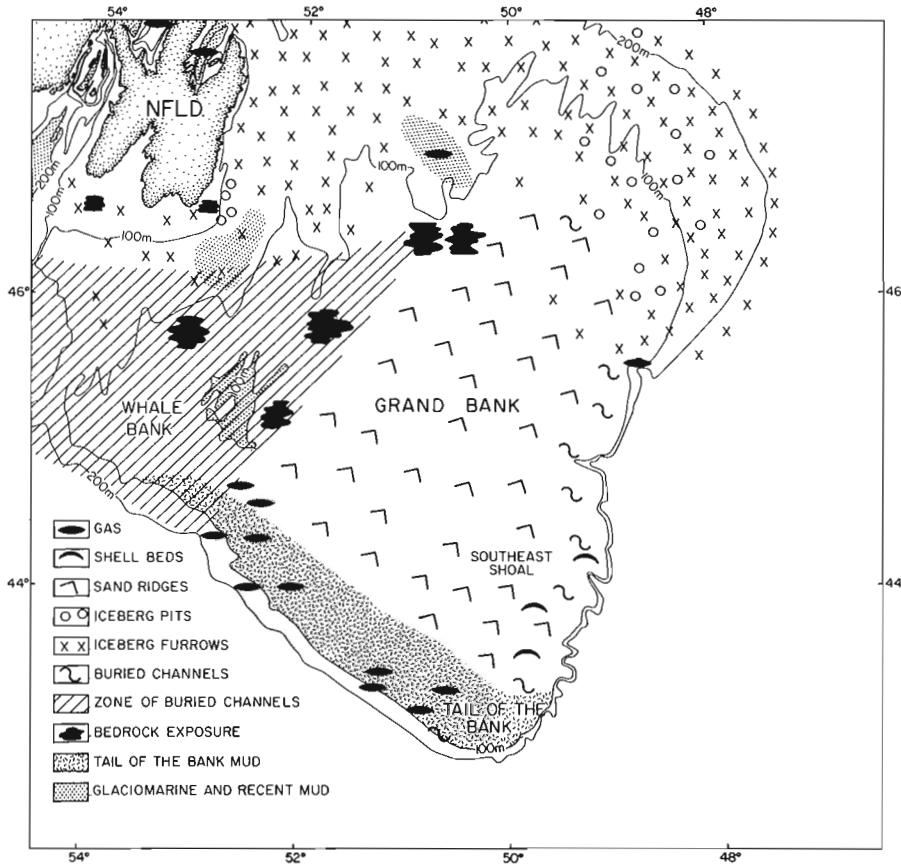 54° 52° 50° 48°
200m
NFLD.
100m
200m
100m
100m
100m
46° 46°
GRAND BANK
WHALE
BANK
200m
GAS
SHELL BEDS
SAND RIDGES
ICEBERG PITS
ICEBERG FURROWS
BURIED CHANNELS
ZONE OF BURIED CHANNELS
BEDROCK EXPOSURE
TAIL OF THE BANK MUD
GLACIOMARINE AND RECENT MUD
SOUTHEAST
SHOAL
44° 44°
TAIL OF THE
BANK
100m
54° 52° 50° 48°